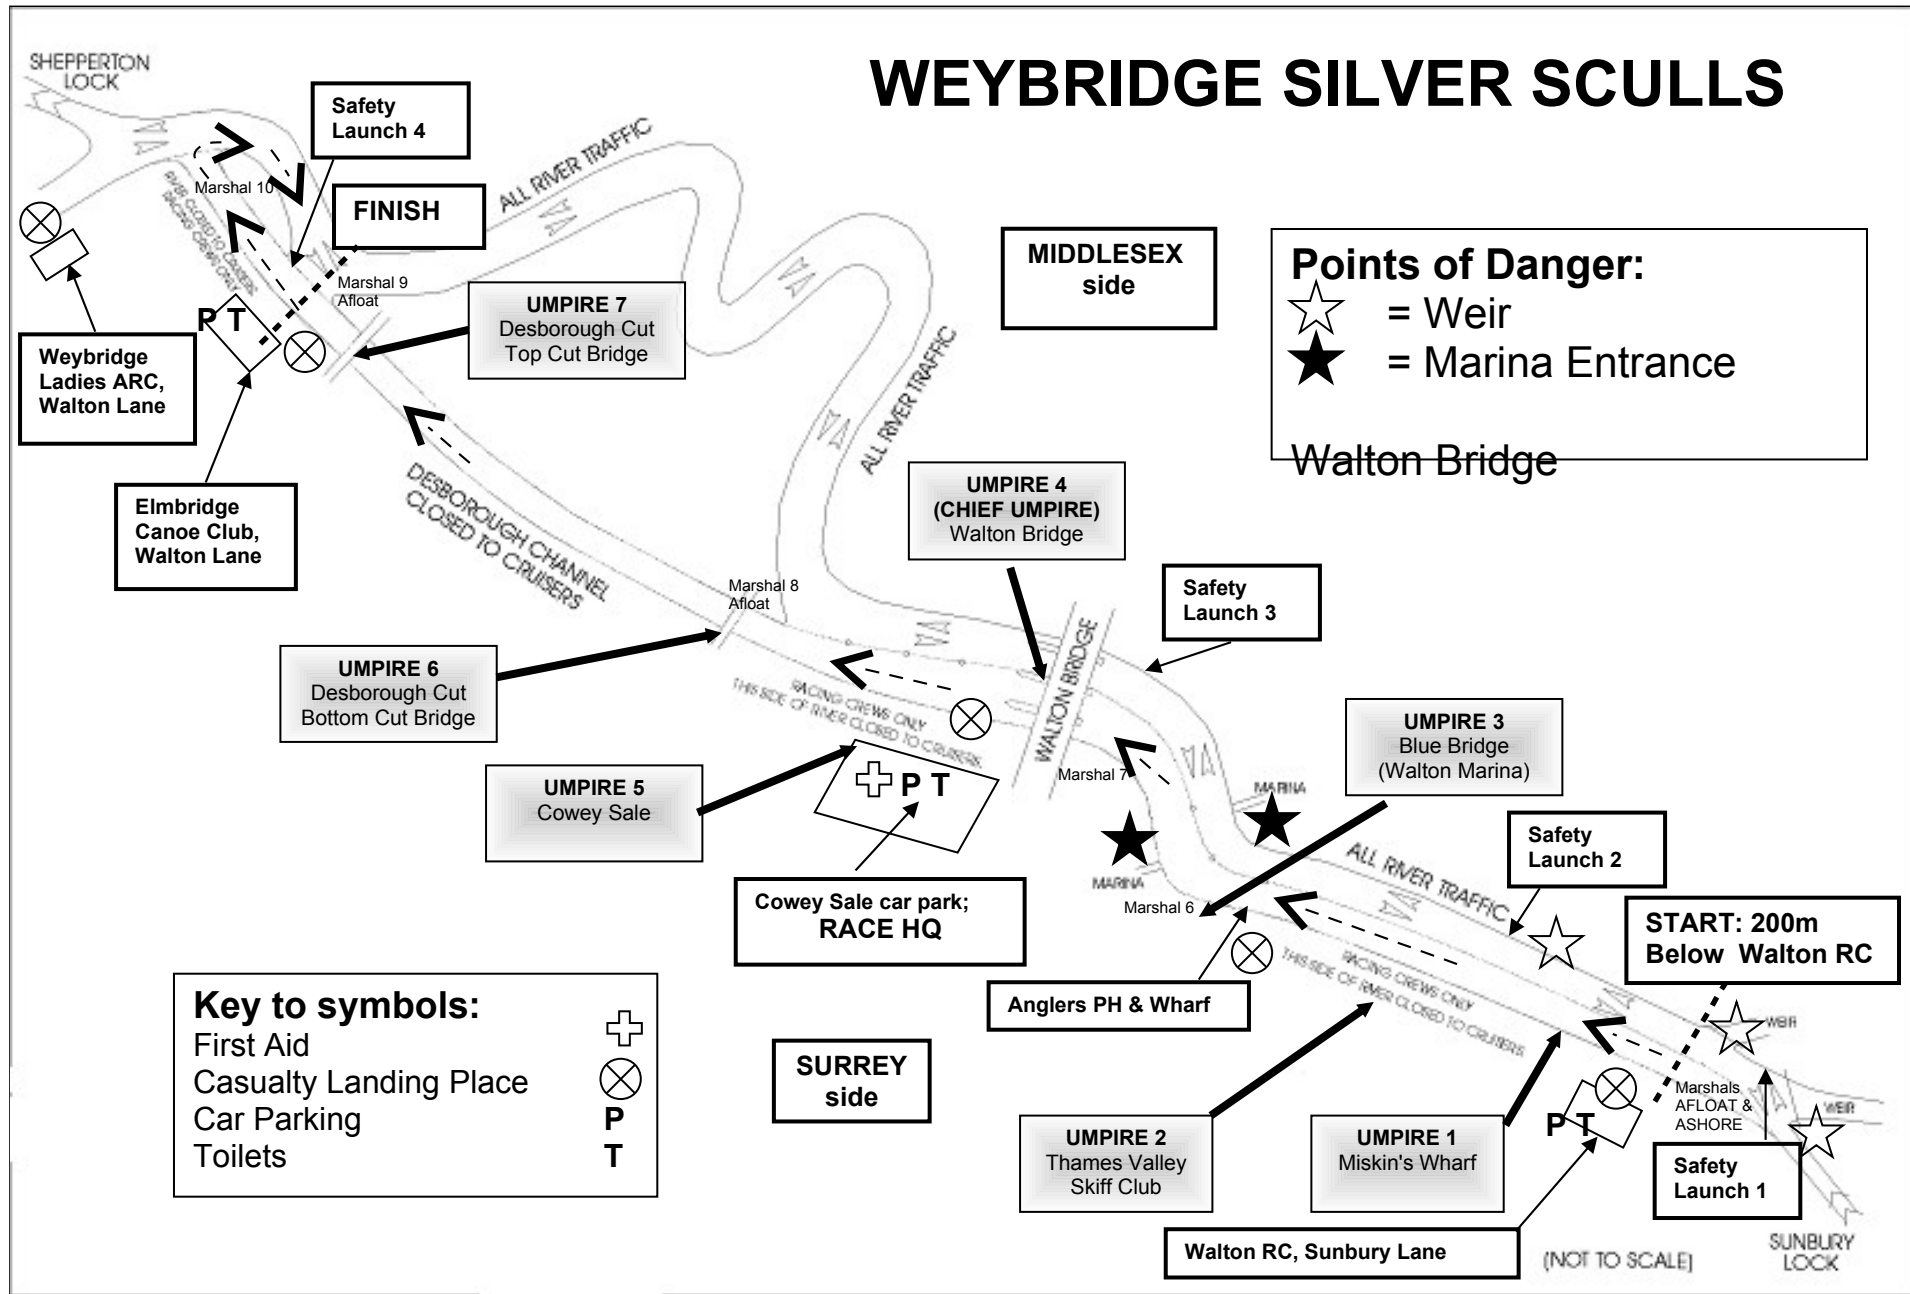 WEYBRIDGE SILVER SCULLS
SHEPPERTON
LOCK
Safety
Launch 4
ALL RIVER TRAFFIC
Marshal 10
FINISH
RIVER CLOSED TO CRUISERS
RACING CREWS ONLY
MIDDLESEX
side
Points of Danger:
= Weir
= Marina Entrance
Walton Bridge
Marshal 9
Afloat
UMPIRE 7
Desborough Cut
Top Cut Bridge
P T
Weybridge
Ladies ARC,
Walton Lane
ALL RIVER TRAFFIC
Elmbridge
Canoe Club,
Walton Lane
DESBOROUGH CHANNEL
CLOSED TO CRUISERS
UMPIRE 4
(CHIEF UMPIRE)
Walton Bridge
Marshal 8
Afloat
Safety
Launch 3
WALTON BRIDGE
UMPIRE 6
Desborough Cut
Bottom Cut Bridge
RACING CREWS ONLY
THIS SIDE OF RIVER CLOSED TO CRUISERS
UMPIRE 3
Blue Bridge
(Walton Marina)
Marshal 7
MARINA
UMPIRE 5
Cowey Sale
P T
Safety
Launch 2
ALL RIVER TRAFFIC
MARINA
Marshal 6
Cowey Sale car park;
RACE HQ
START: 200m
Below Walton RC
RACING CREWS ONLY
THIS SIDE OF RIVER CLOSED TO CRUISERS
Anglers PH & Wharf
Key to symbols:
First Aid
Casualty Landing Place
Car Parking P
Toilets T
WEIR
SURREY
side
Marshals
AFLOAT &
ASHORE
WEIR
P T
UMPIRE 2
Thames Valley
Skiff Club
UMPIRE 1
Miskin's Wharf
Safety
Launch 1
Walton RC, Sunbury Lane
(NOT TO SCALE)
SUNBURY
LOCK